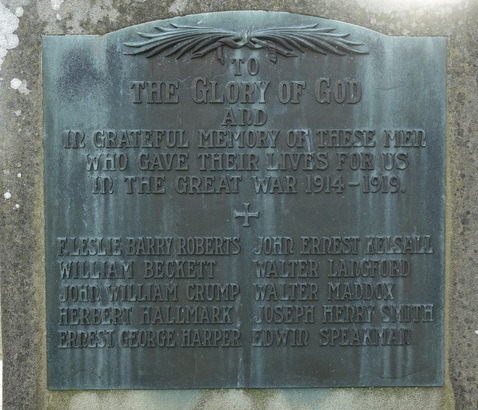 TO
THE GLORY OF GOD
AND
IN GRATEFUL MEMORY OF THESE MEN
WHO GAVE THEIR LIVES FOR US
IN THE GREAT WAR 1914-1919.
F. LESLIE BARRY ROBERTS
WILLIAM BECKETT
JOHN WILLIAM CRUMP
HERBERT HALLMARK
ERNEST GEORGE HARPER
JOHN ERNEST KELSALL
WALTER LANGFORD
WALTER MADDOX
JOSEPH HENRY SMITH
EDWIN SPEAKMAN